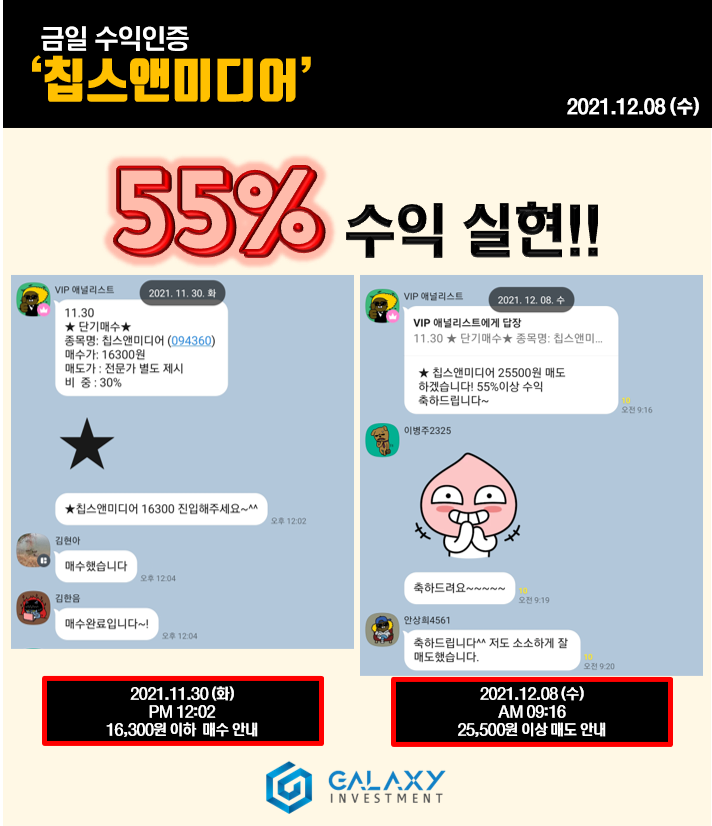 금일 수익인증
‘칩스앤미디어’
2021.12.08 (수)
55% 수익 실현!!
VIP 애널리스트
2021. 11. 30. 화
11.30
★ 단기매수★
종목명: 칩스앤미디어 (094360)
매수가: 16300원
매도가 : 전문가 별도 제시
비 중 : 30%
★칩스앤미디어 16300 진입해주세요~^^
오후 12:02
김현아
매수했습니다
오후 12:04
김한음
매수완료입니다~!
오후 12:04
2021.11.30 (화)
PM 12:02
16,300원 이하 매수 안내
VIP 애널리스트
2021. 12. 08. 수
VIP 애널리스트에게 답장
11.30 ★ 단기매수★ 종목명: 칩스앤미...
★ 칩스앤미디어 25500원 매도
하겠습니다! 55%이상 수익
축하드립니다~
10
오전 9:16
이병주2325
축하드려요~~~~~
10
오전 9:19
안상희4561
축하드립니다^^ 저도 소소하게 잘
매도했습니다.
10
오전 9:20
2021.12.08 (수)
AM 09:16
25,500원 이상 매도 안내
GALAXY
INVESTMENT